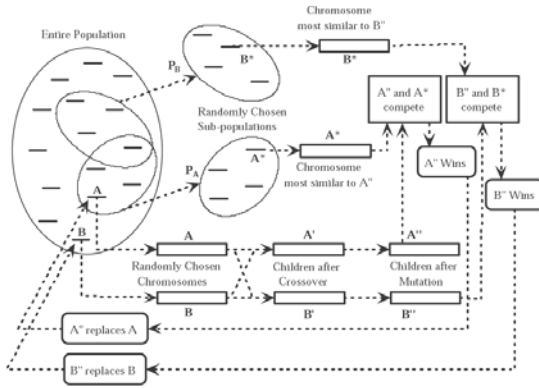 Entire Population
Chromosome
most similar to B"
B*
B*
P_B
A" and A*
compete
B" and B*
compete
Randomly Chosen
Sub-populations
A*
A*
P_A
Chromosome
most similar to A"
A" Wins
B" Wins
A
B
A
A'
A"
Randomly Chosen
Chromosomes
Children after
Crossover
Children after
Mutation
B
B'
B"
A" replaces A
B" replaces B